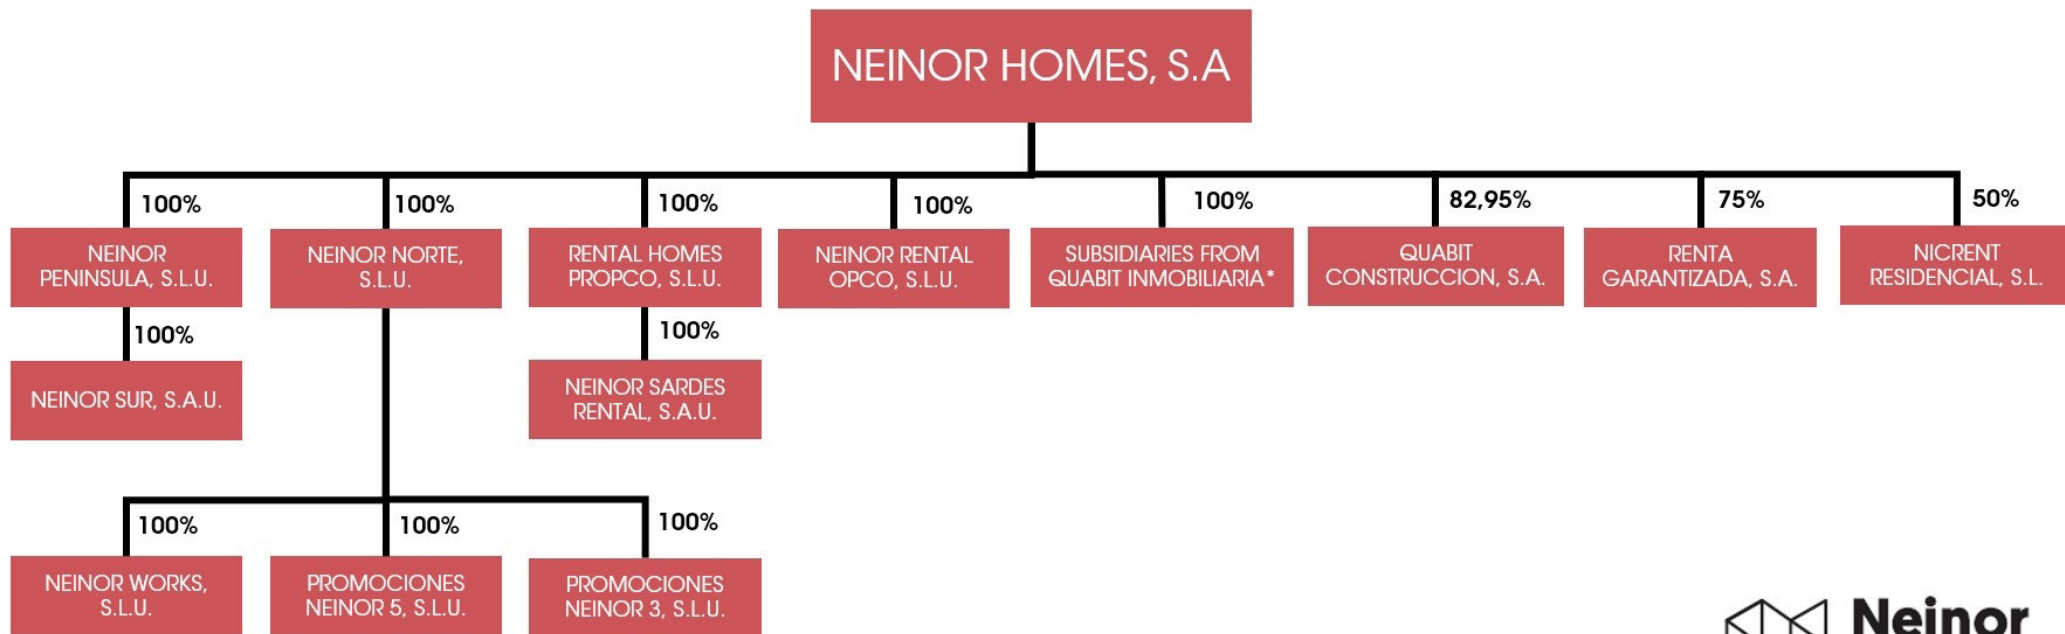 NEINOR HOMES, S.A
100%
100%
100%
100%
100%
82,95%
75%
50%
NEINOR
PENINSULA, S.L.U.
NEINOR NORTE,
S.L.U.
RENTAL HOMES
PROPCO, S.L.U.
NEINOR RENTAL
OPCO, S.L.U.
SUBSIDIARIES FROM
QUABIT INMOBILIARIA*
QUABIT
CONSTRUCCION, S.A.
RENTA
GARANTIZADA, S.A.
NICRENT
RESIDENCIAL, S.L.
100%
100%
NEINOR SUR, S.A.U.
NEINOR SARDES
RENTAL, S.A.U.
100%
100%
100%
NEINOR WORKS,
S.L.U.
PROMOCIONES
NEINOR 5, S.L.U.
PROMOCIONES
NEINOR 3, S.L.U.
Neinor